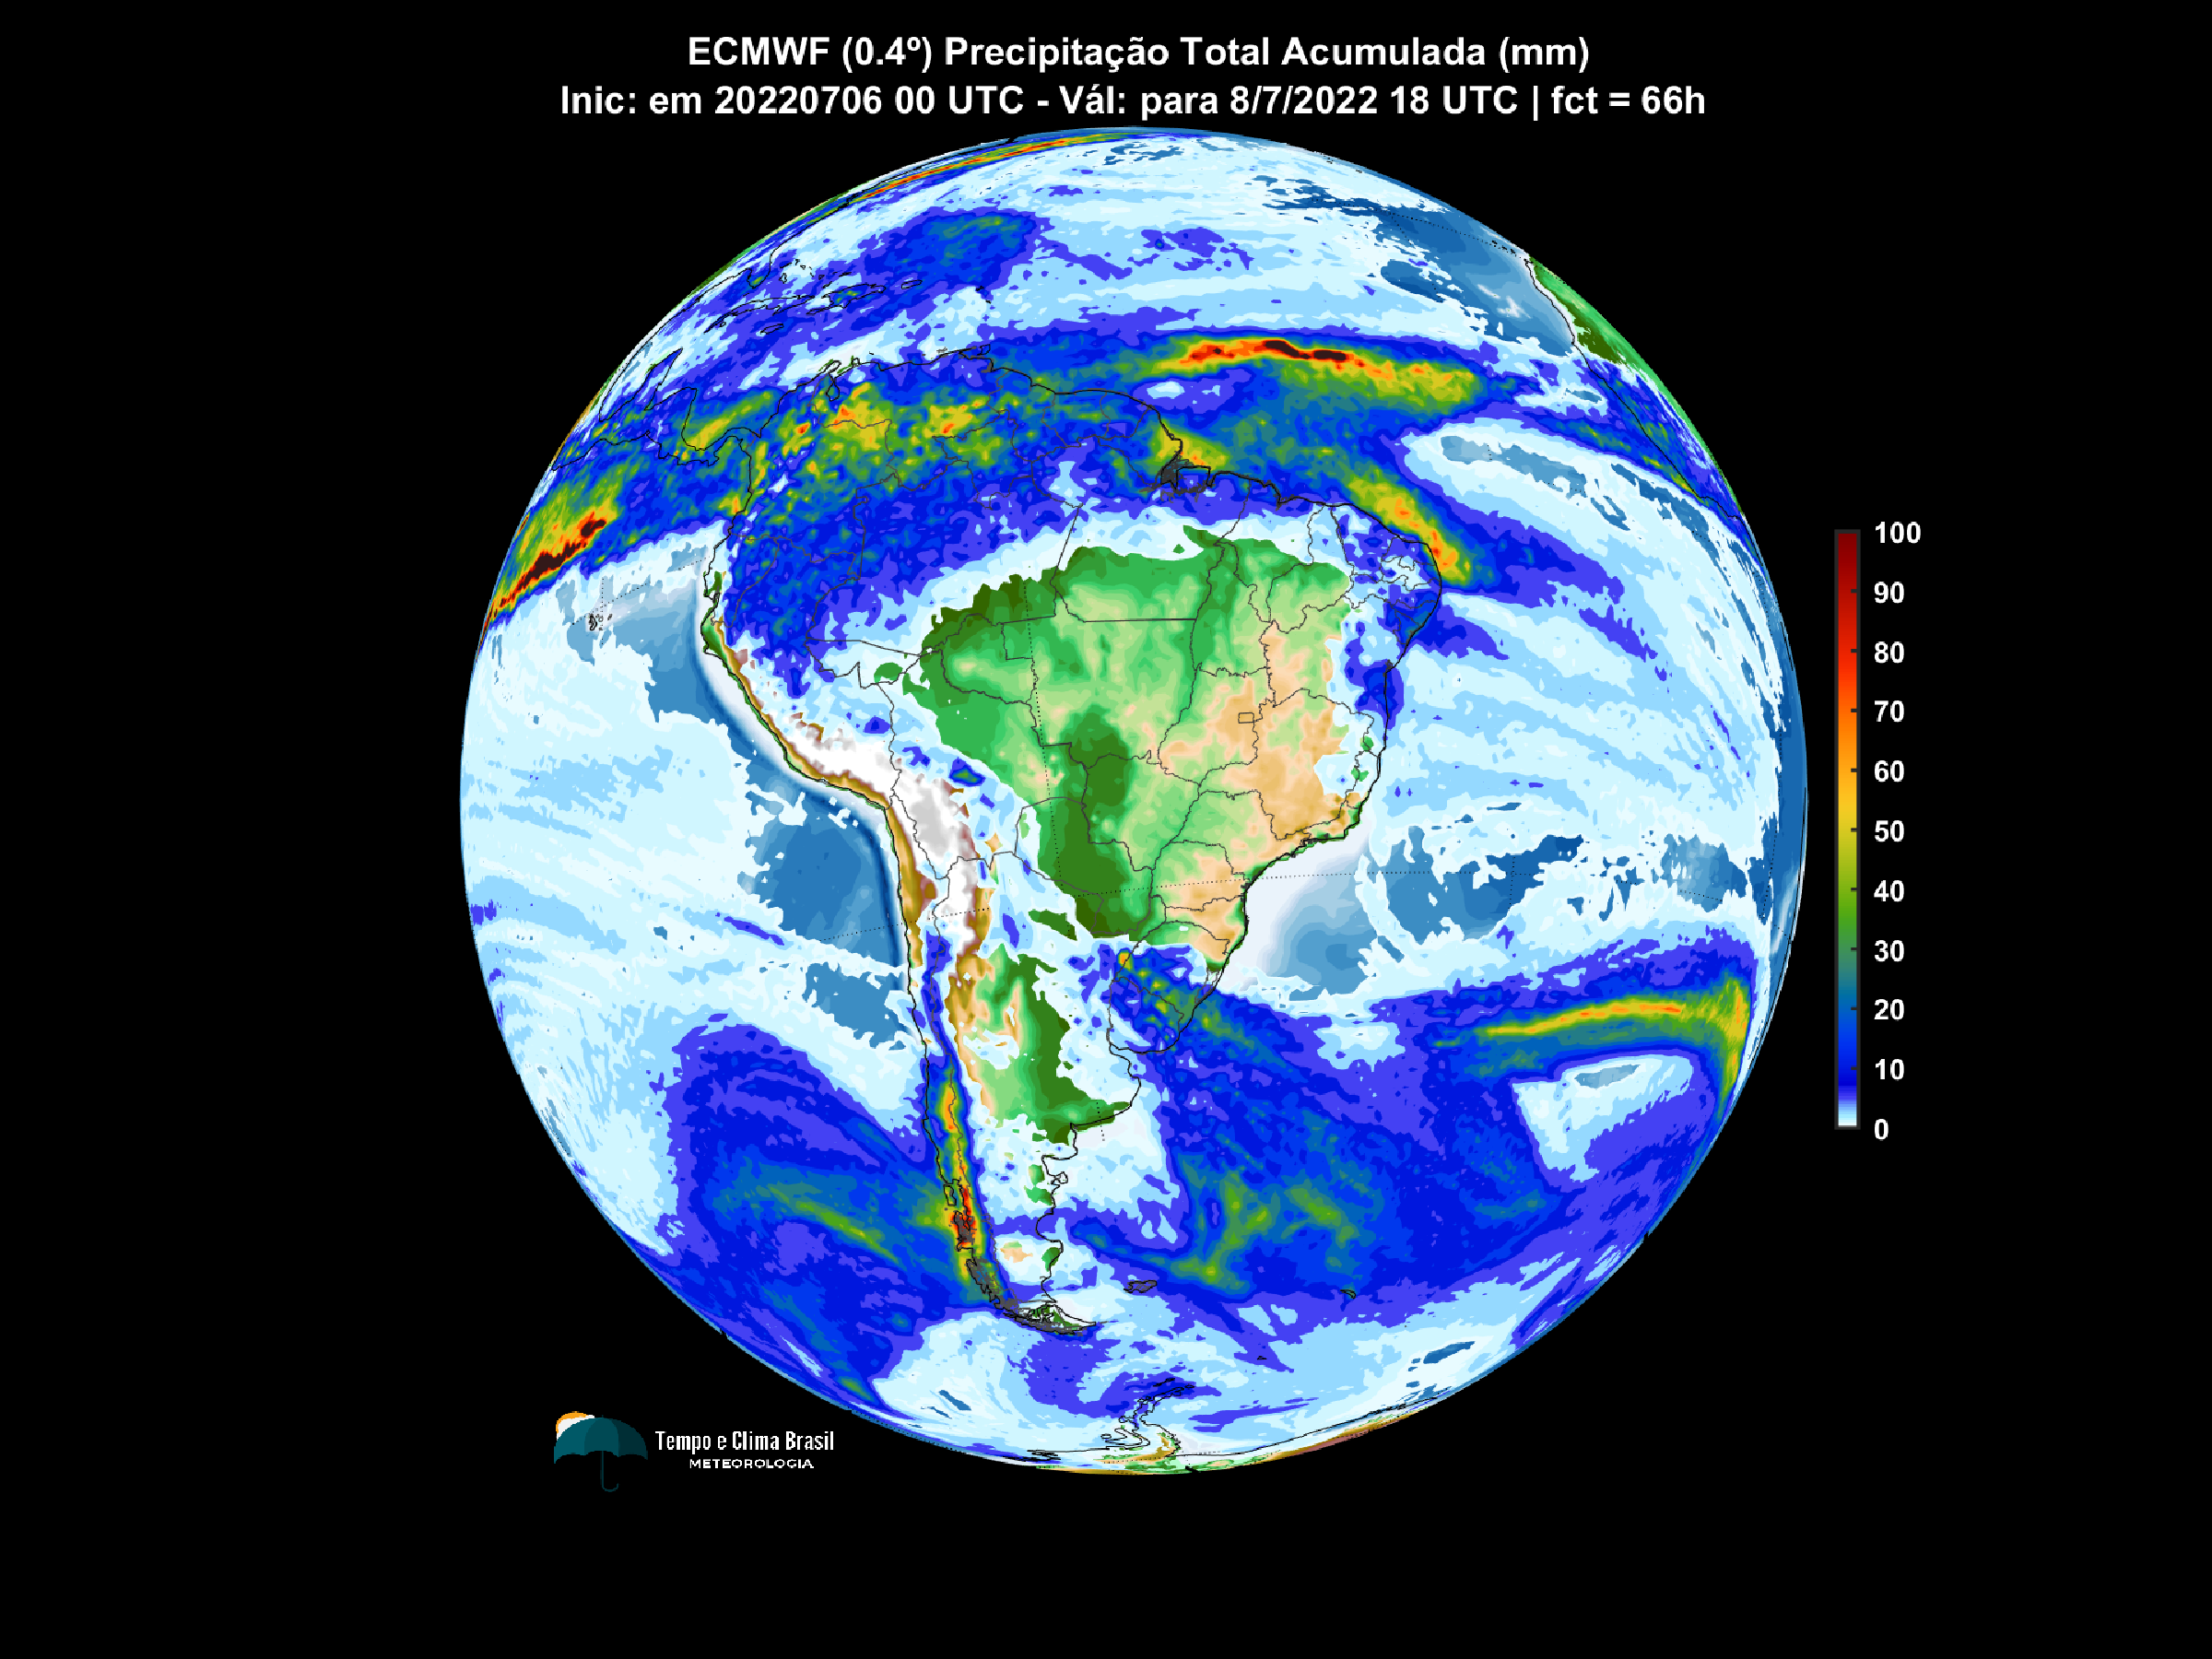 ECMWF (0.4º) Precipitação Total Acumulada (mm)
Inic: em 20220706 00 UTC - Vál: para 8/7/2022 18 UTC | fct = 66h
100
90
80
70
60
50
40
30
20
10
0
Tempo e Clima Brasil
METEOROLOGIA